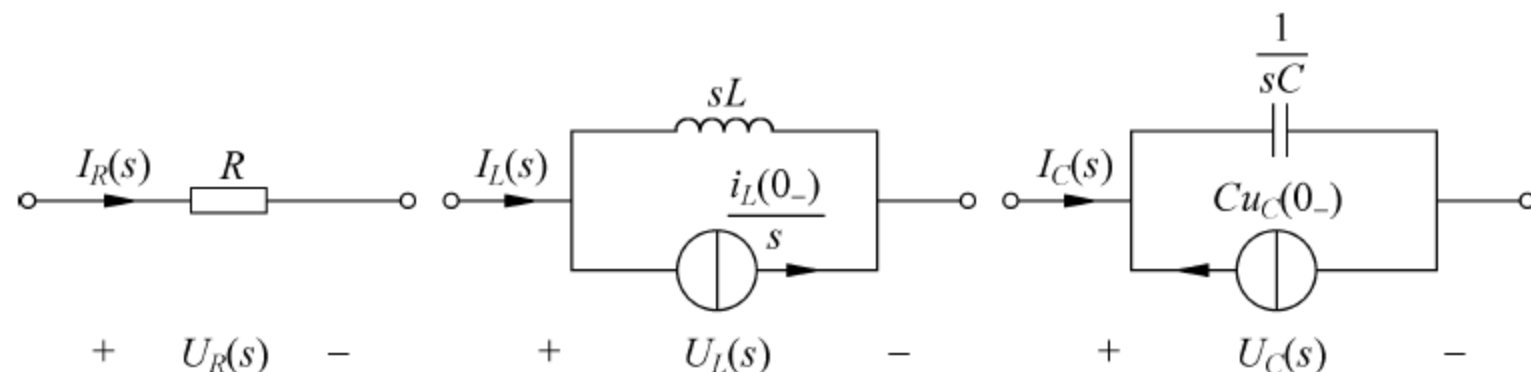 I_R(s) R
+ U_R(s) −
I_L(s) sL
i_L(0_−)
s
+ U_L(s) −
1
sC
I_C(s) Cu_C(0_−)
+ U_C(s) −